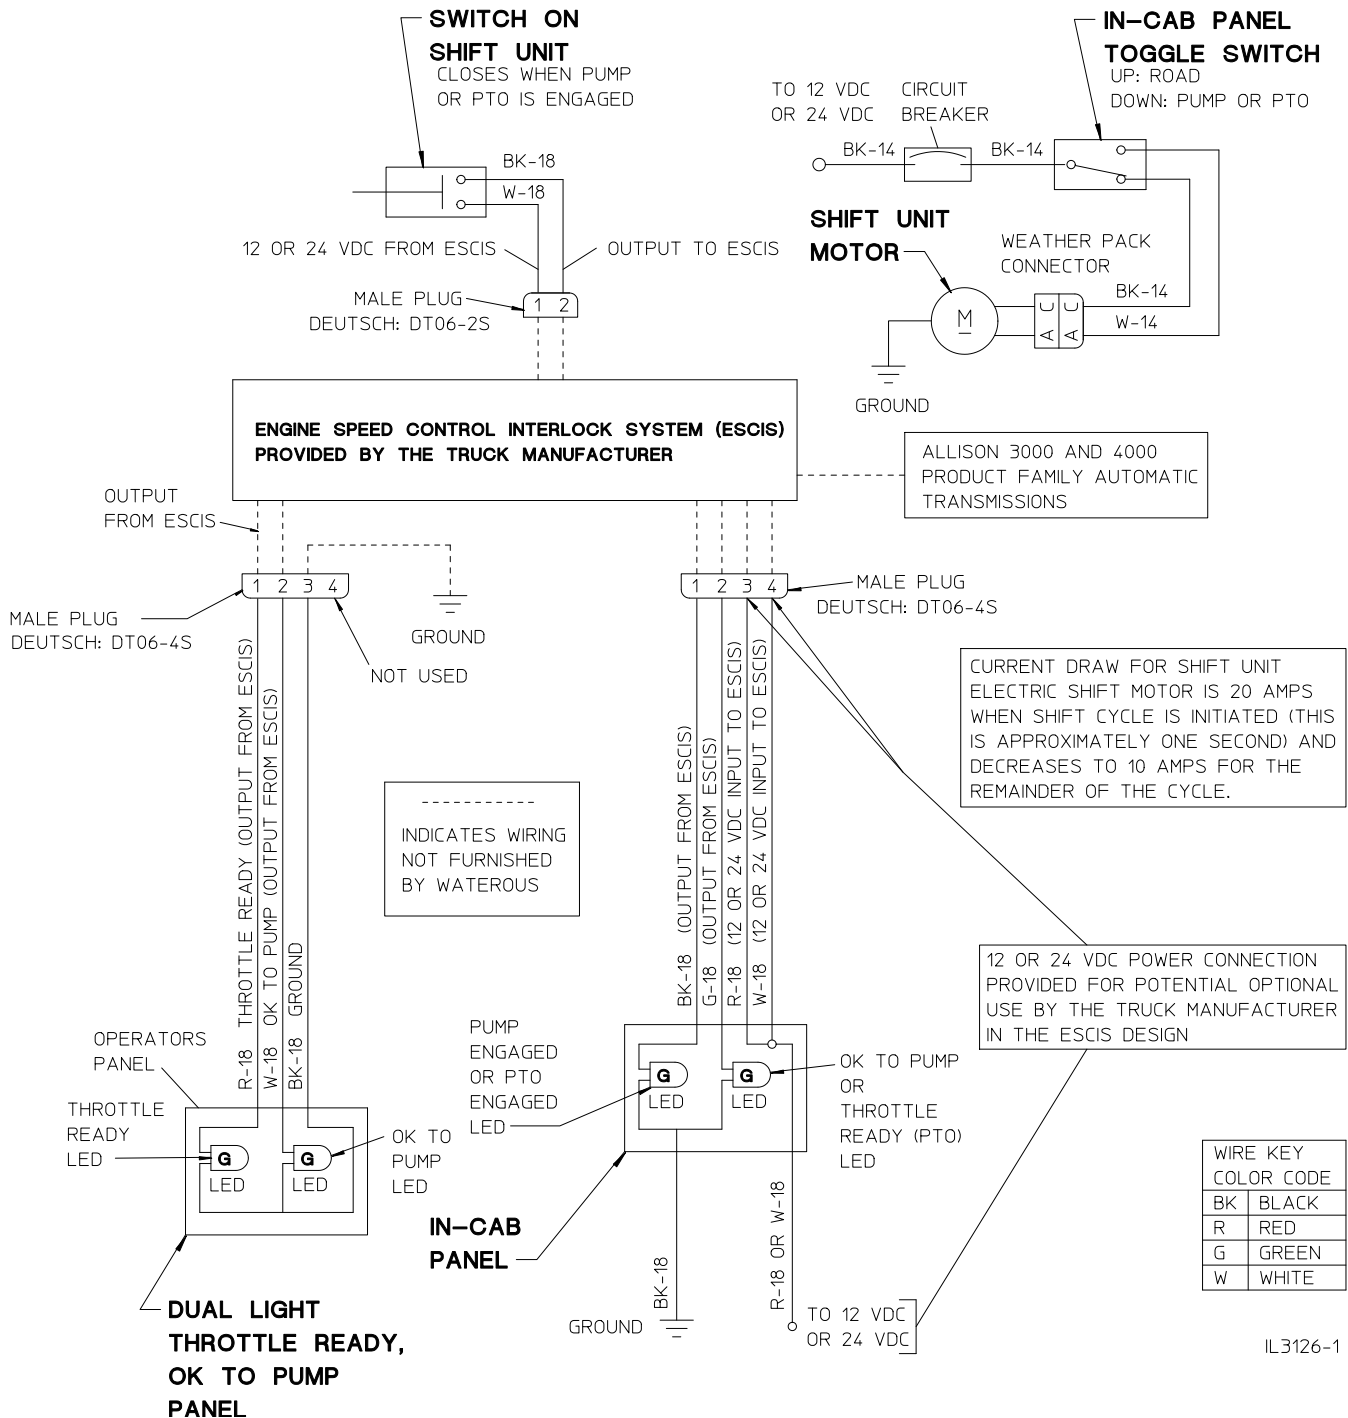 SWITCH ON
SHIFT UNIT
CLOSES WHEN PUMP
OR PTO IS ENGAGED
IN-CAB PANEL
TOGGLE SWITCH
UP: ROAD
DOWN: PUMP OR PTO
TO 12 VDC
OR 24 VDC
CIRCUIT
BREAKER
BK-14
BK-14
BK-18
W-18
12 OR 24 VDC FROM ESCIS
OUTPUT TO ESCIS
SHIFT UNIT
MOTOR
WEATHER PACK
CONNECTOR
MALE PLUG
DEUTSCH: DT06-2S
1 2
M
A C
A C
BK-14
W-14
GROUND
ENGINE SPEED CONTROL INTERLOCK SYSTEM (ESCIS)
PROVIDED BY THE TRUCK MANUFACTURER
ALLISON 3000 AND 4000
PRODUCT FAMILY AUTOMATIC
TRANSMISSIONS
OUTPUT
FROM ESCIS
1 2 3 4
MALE PLUG
DEUTSCH: DT06-4S
GROUND
NOT USED
1 2 3 4
MALE PLUG
DEUTSCH: DT06-4S
R-18 THROTTLE READY (OUTPUT FROM ESCIS)
W-18 OK TO PUMP (OUTPUT FROM ESCIS)
BK-18 GROUND
BK-18 (OUTPUT FROM ESCIS)
G-18 (OUTPUT FROM ESCIS)
R-18 (12 OR 24 VDC INPUT TO ESCIS)
W-18 (12 OR 24 VDC INPUT TO ESCIS)
CURRENT DRAW FOR SHIFT UNIT
ELECTRIC SHIFT MOTOR IS 20 AMPS
WHEN SHIFT CYCLE IS INITIATED (THIS
IS APPROXIMATELY ONE SECOND) AND
DECREASES TO 10 AMPS FOR THE
REMAINDER OF THE CYCLE.
INDICATES WIRING
NOT FURNISHED
BY WATEROUS
12 OR 24 VDC POWER CONNECTION
PROVIDED FOR POTENTIAL OPTIONAL
USE BY THE TRUCK MANUFACTURER
IN THE ESCIS DESIGN
OPERATORS
PANEL
THROTTLE
READY
LED
G
LED
G
LED
OK TO
PUMP
LED
PUMP
ENGAGED
OR PTO
ENGAGED
LED
G
LED
G
LED
OK TO PUMP
OR
THROTTLE
READY (PTO)
LED
IN-CAB
PANEL
BK-18
GROUND
R-18 OR W-18
TO 12 VDC
OR 24 VDC
DUAL LIGHT
THROTTLE READY,
OK TO PUMP
PANEL
WIRE KEY
COLOR CODE
BK BLACK
R RED
G GREEN
W WHITE
IL3126-1